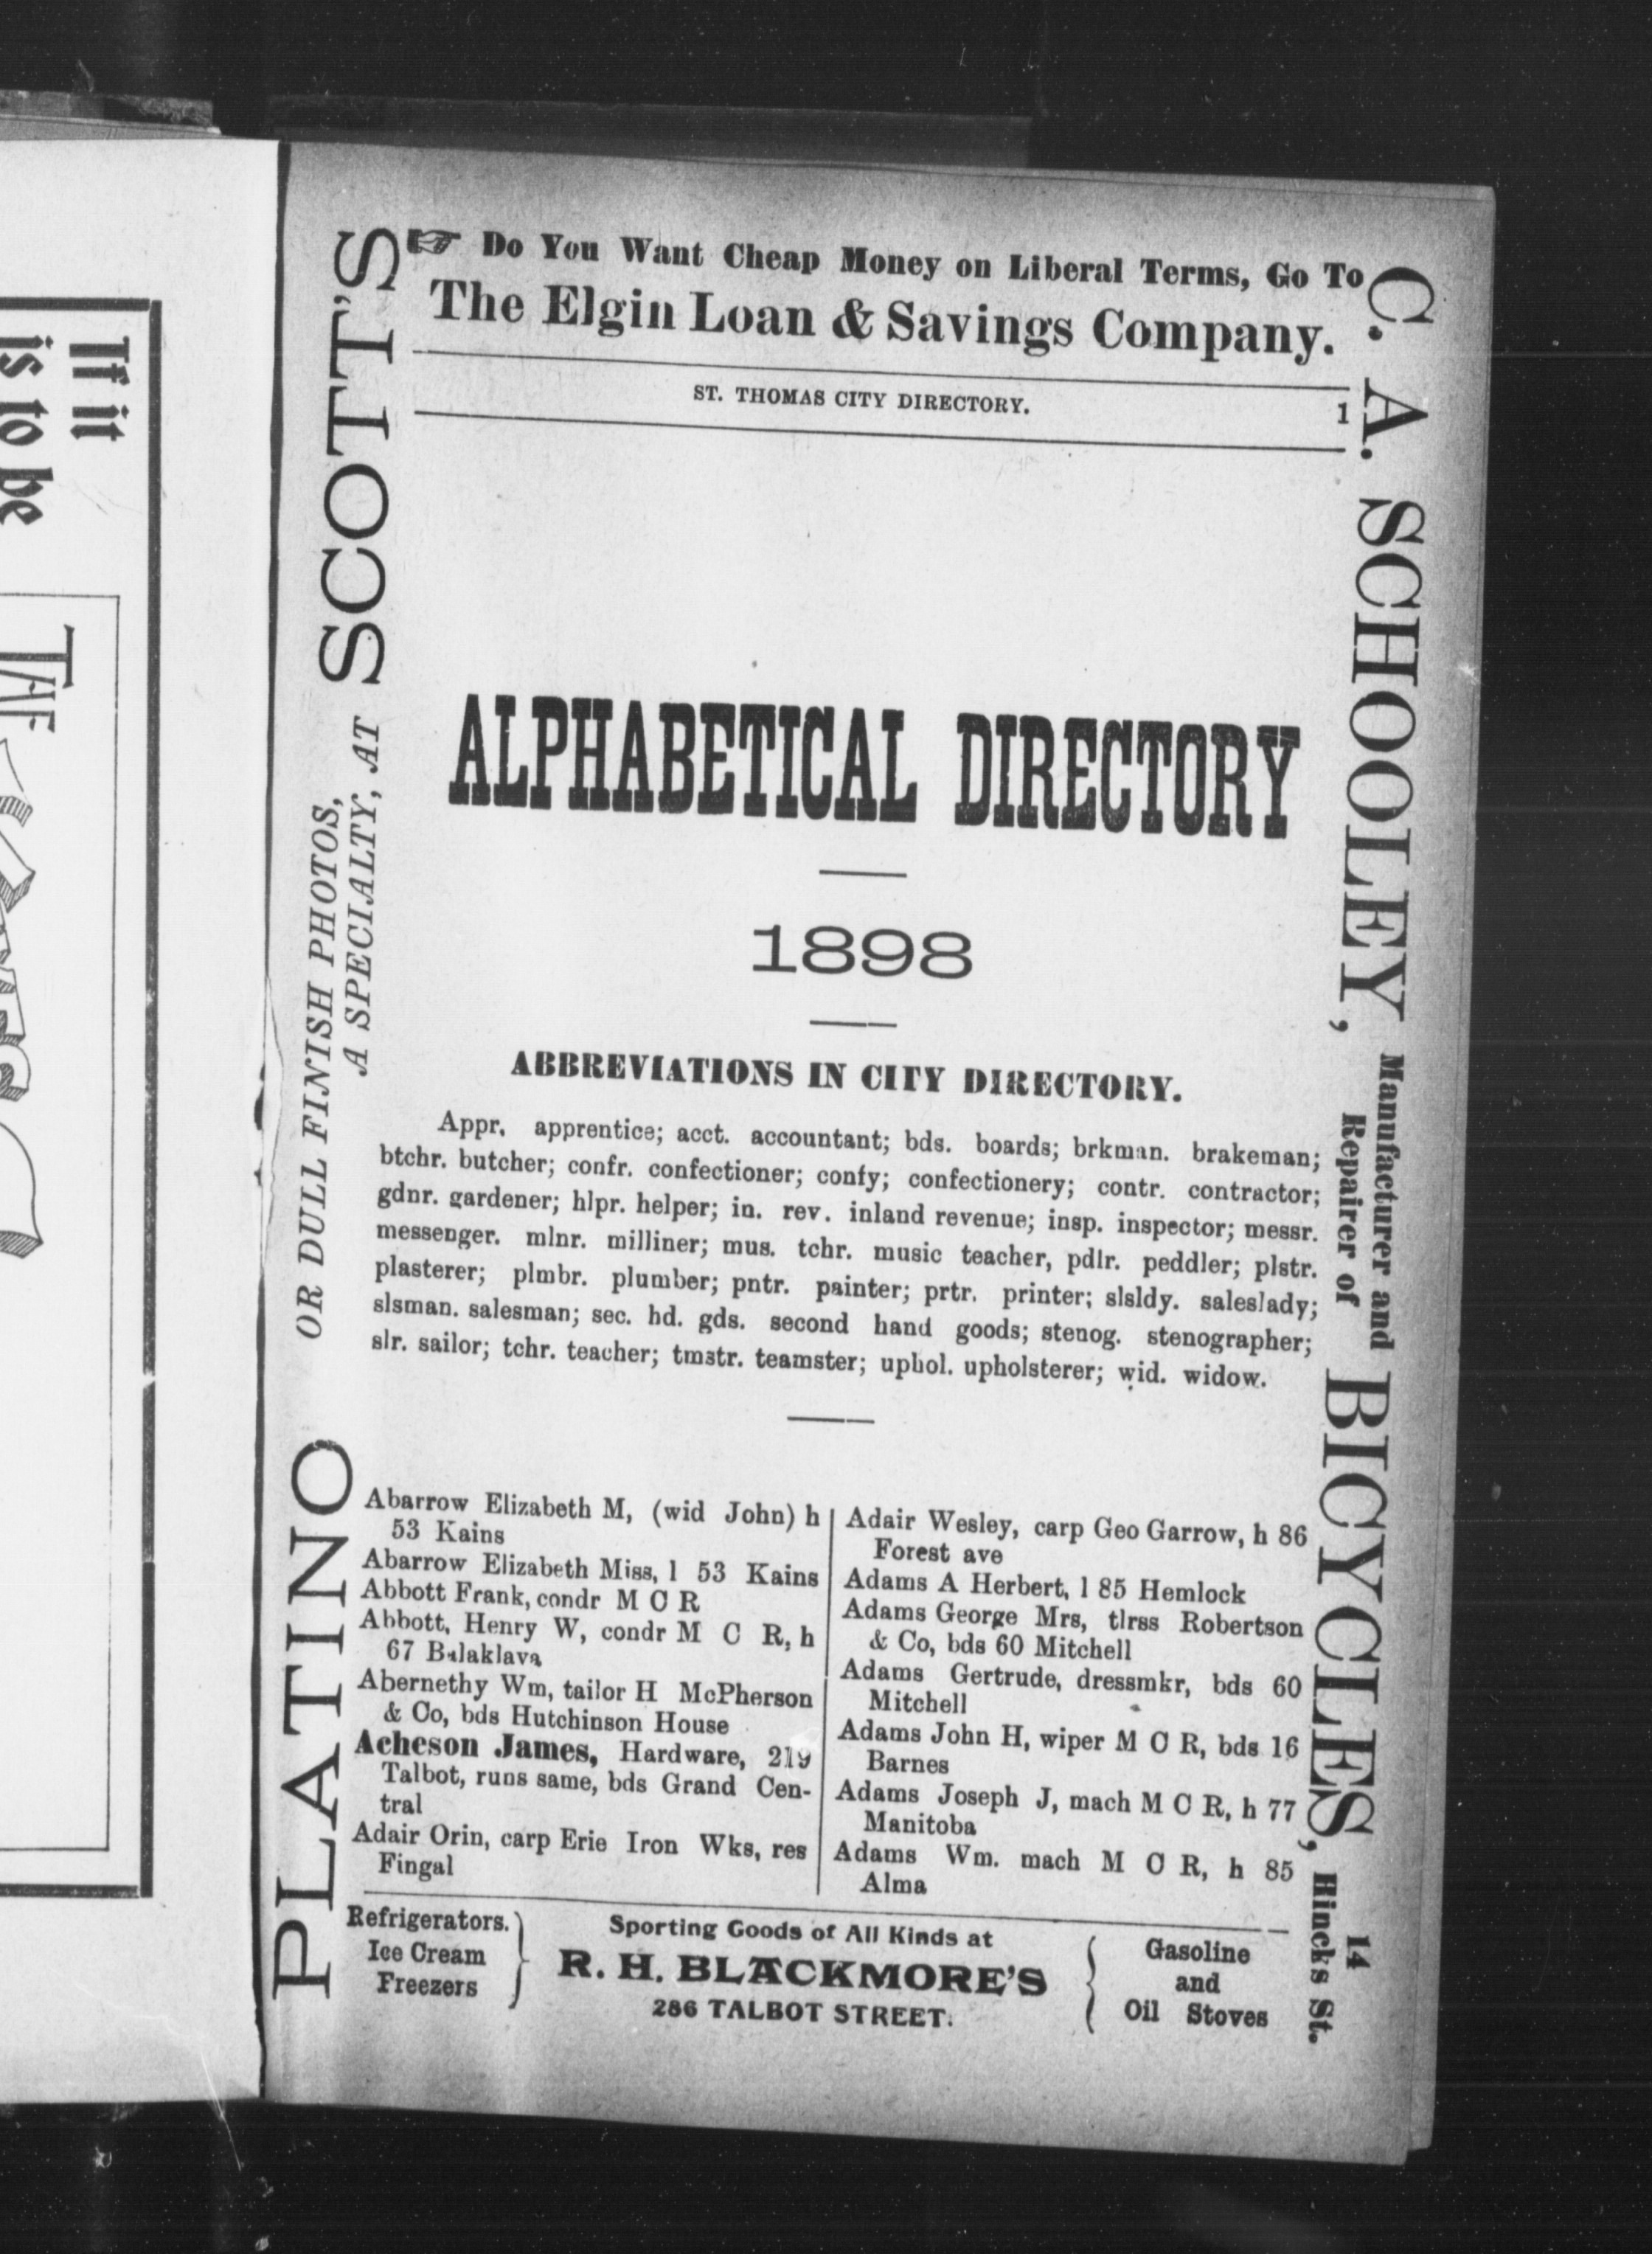 If it
is to be
THE
☞ Do You Want Cheap Money on Liberal Terms, Go To
The Elgin Loan & Savings Company.
ST. THOMAS CITY DIRECTORY. 1
ALPHABETICAL DIRECTORY
1898
ABBREVIATIONS IN CITY DIRECTORY.
Appr. apprentice; acct. accountant; bds. boards; brkman. brakeman;
btchr. butcher; confr. confectioner; confy; confectionery; contr. contractor;
gdnr. gardener; hlpr. helper; in. rev. inland revenue; insp. inspector; messr.
messenger. mlnr. milliner; mus. tchr. music teacher, pdlr. peddler; plstr.
plasterer; plmbr. plumber; pntr. painter; prtr. printer; slsldy. saleslady;
slsman. salesman; sec. hd. gds. second hand goods; stenog. stenographer;
slr. sailor; tchr. teacher; tmstr. teamster; uphol. upholsterer; wid. widow.
Abarrow Elizabeth M, (wid John) h
53 Kains
Abarrow Elizabeth Miss, l 53 Kains
Abbott Frank, condr M C R
Abbott, Henry W, condr M C R, h
67 Balaklava
Abernethy Wm, tailor H McPherson
& Co, bds Hutchinson House
Acheson James, Hardware, 219
Talbot, runs same, bds Grand Cen-
tral
Adair Orin, carp Erie Iron Wks, res
Fingal
Adair Wesley, carp Geo Garrow, h 86
Forest ave
Adams A Herbert, l 85 Hemlock
Adams George Mrs, tlrss Robertson
& Co, bds 60 Mitchell
Adams Gertrude, dressmkr, bds 60
Mitchell
Adams John H, wiper M C R, bds 16
Barnes
Adams Joseph J, mach M C R, h 77
Manitoba
Adams Wm. mach M C R, h 85
Alma
Refrigerators.
Ice Cream
Freezers
Sporting Goods of All Kinds at
R. H. BLACKMORE'S
286 TALBOT STREET.
Gasoline
and
Oil Stoves
PLATINO
OR DULL FINISH PHOTOS,
A SPECIALTY, AT
SCOTT'S
C. A. SCHOOLEY,
Manufacturer and
Repairer of
BICYCLES,
14
Hincks St.